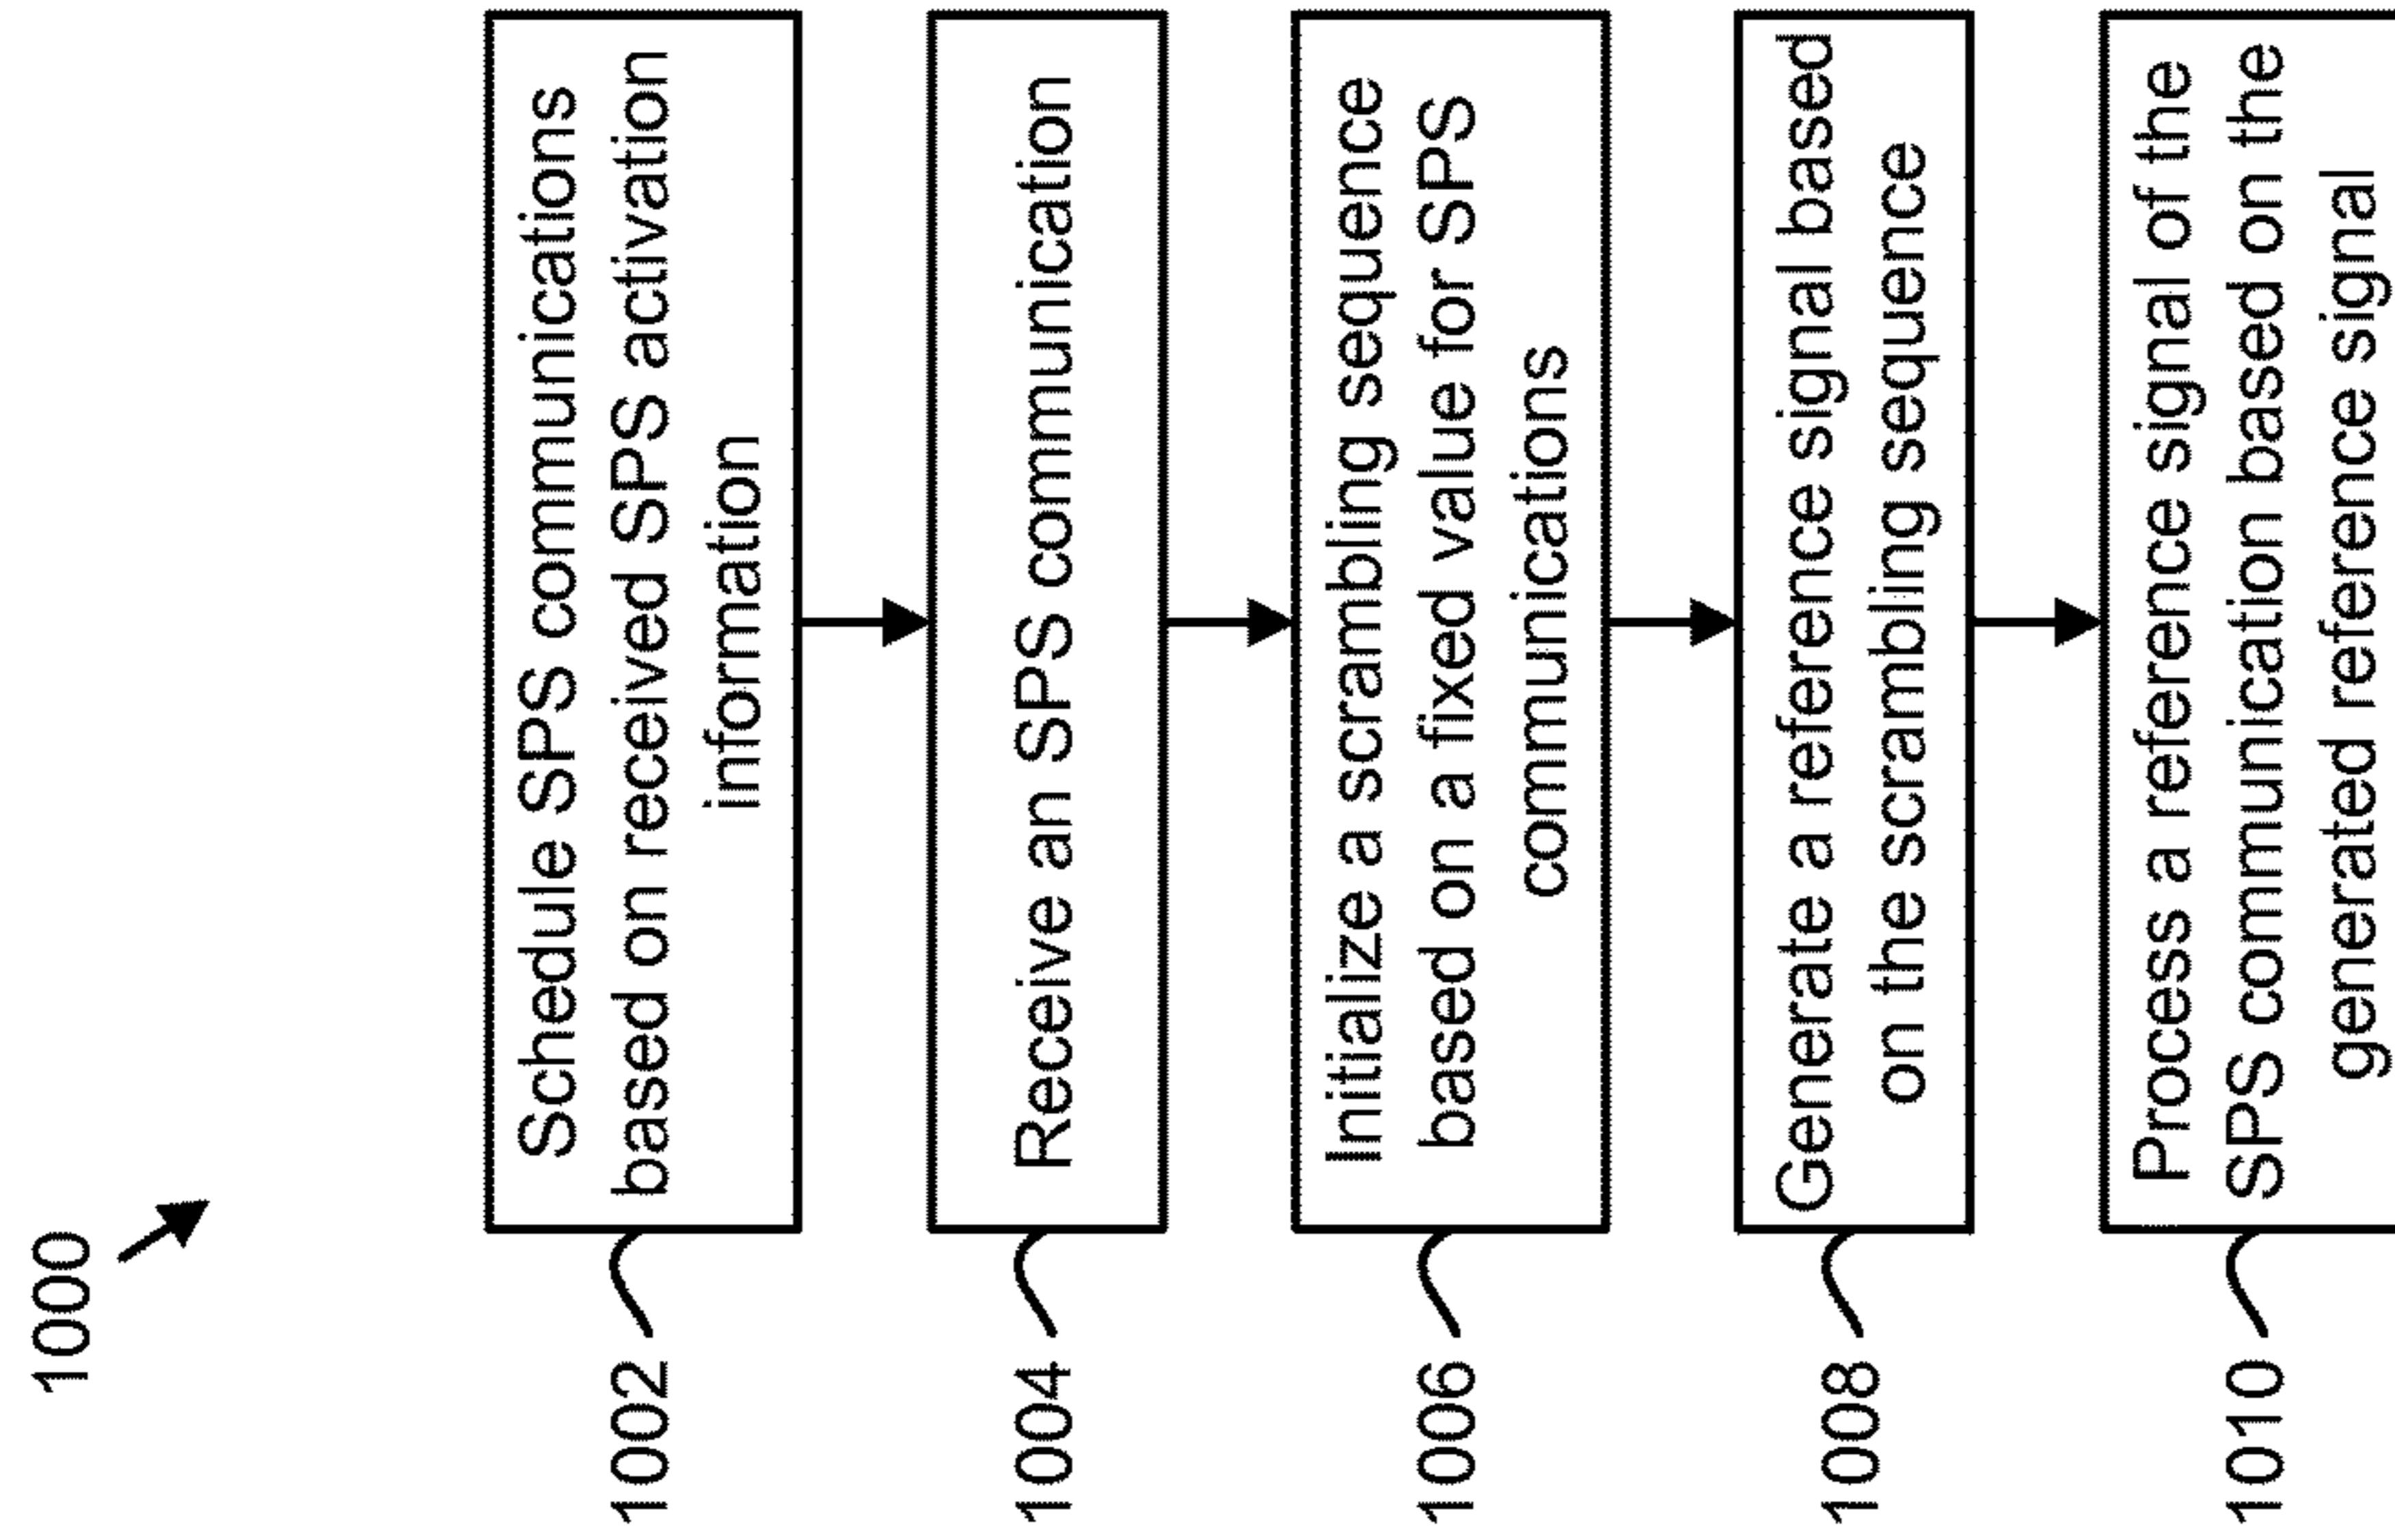 1000
1002
Schedule SPS communications
based on received SPS activation
information
1004
Receive an SPS communication
1006
Initialize a scrambling sequence
based on a fixed value for SPS
communications
1008
Generate a reference signal based
on the scrambling sequence
1010
Process a reference signal of the
SPS communication based on the
generated reference signal